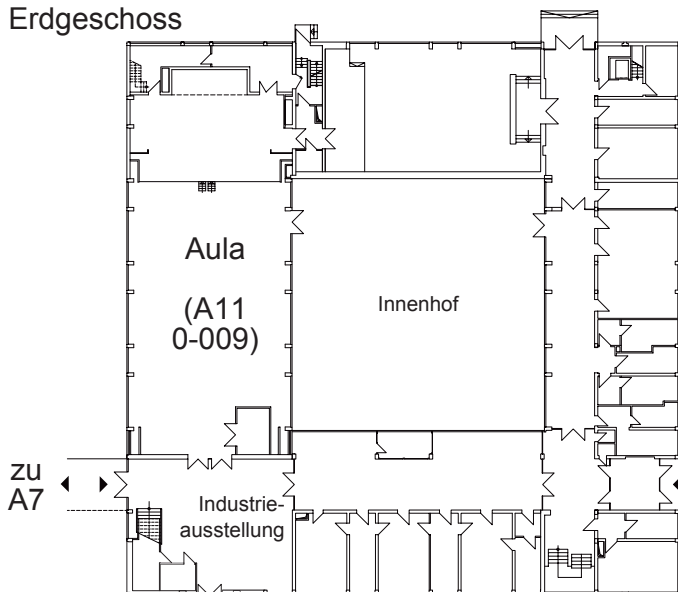 Erdgeschoss
Aula
(A11
0-009)
Innenhof
zu
A7
Industrie-
ausstellung